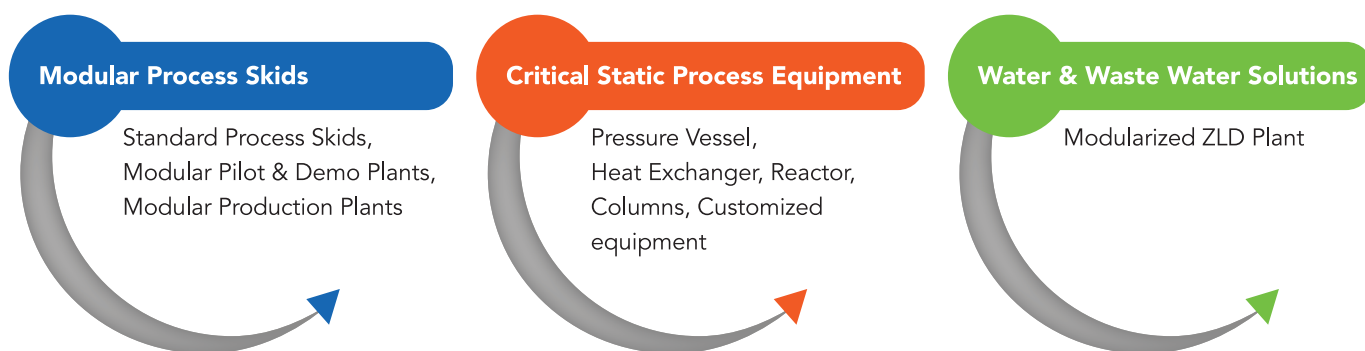 Modular Process Skids
Standard Process Skids,
Modular Pilot & Demo Plants,
Modular Production Plants
Critical Static Process Equipment
Pressure Vessel,
Heat Exchanger, Reactor,
Columns, Customized
equipment
Water & Waste Water Solutions
Modularized ZLD Plant